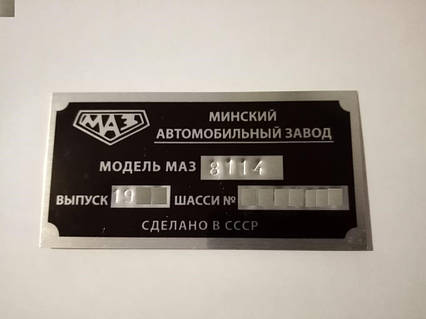 МАЗ
МИНСКИЙ
АВТОМОБИЛЬНЫЙ ЗАВОД
МОДЕЛЬ МАЗ 8114
ВЫПУСК 19 ШАССИ №
СДЕЛАНО В СССР